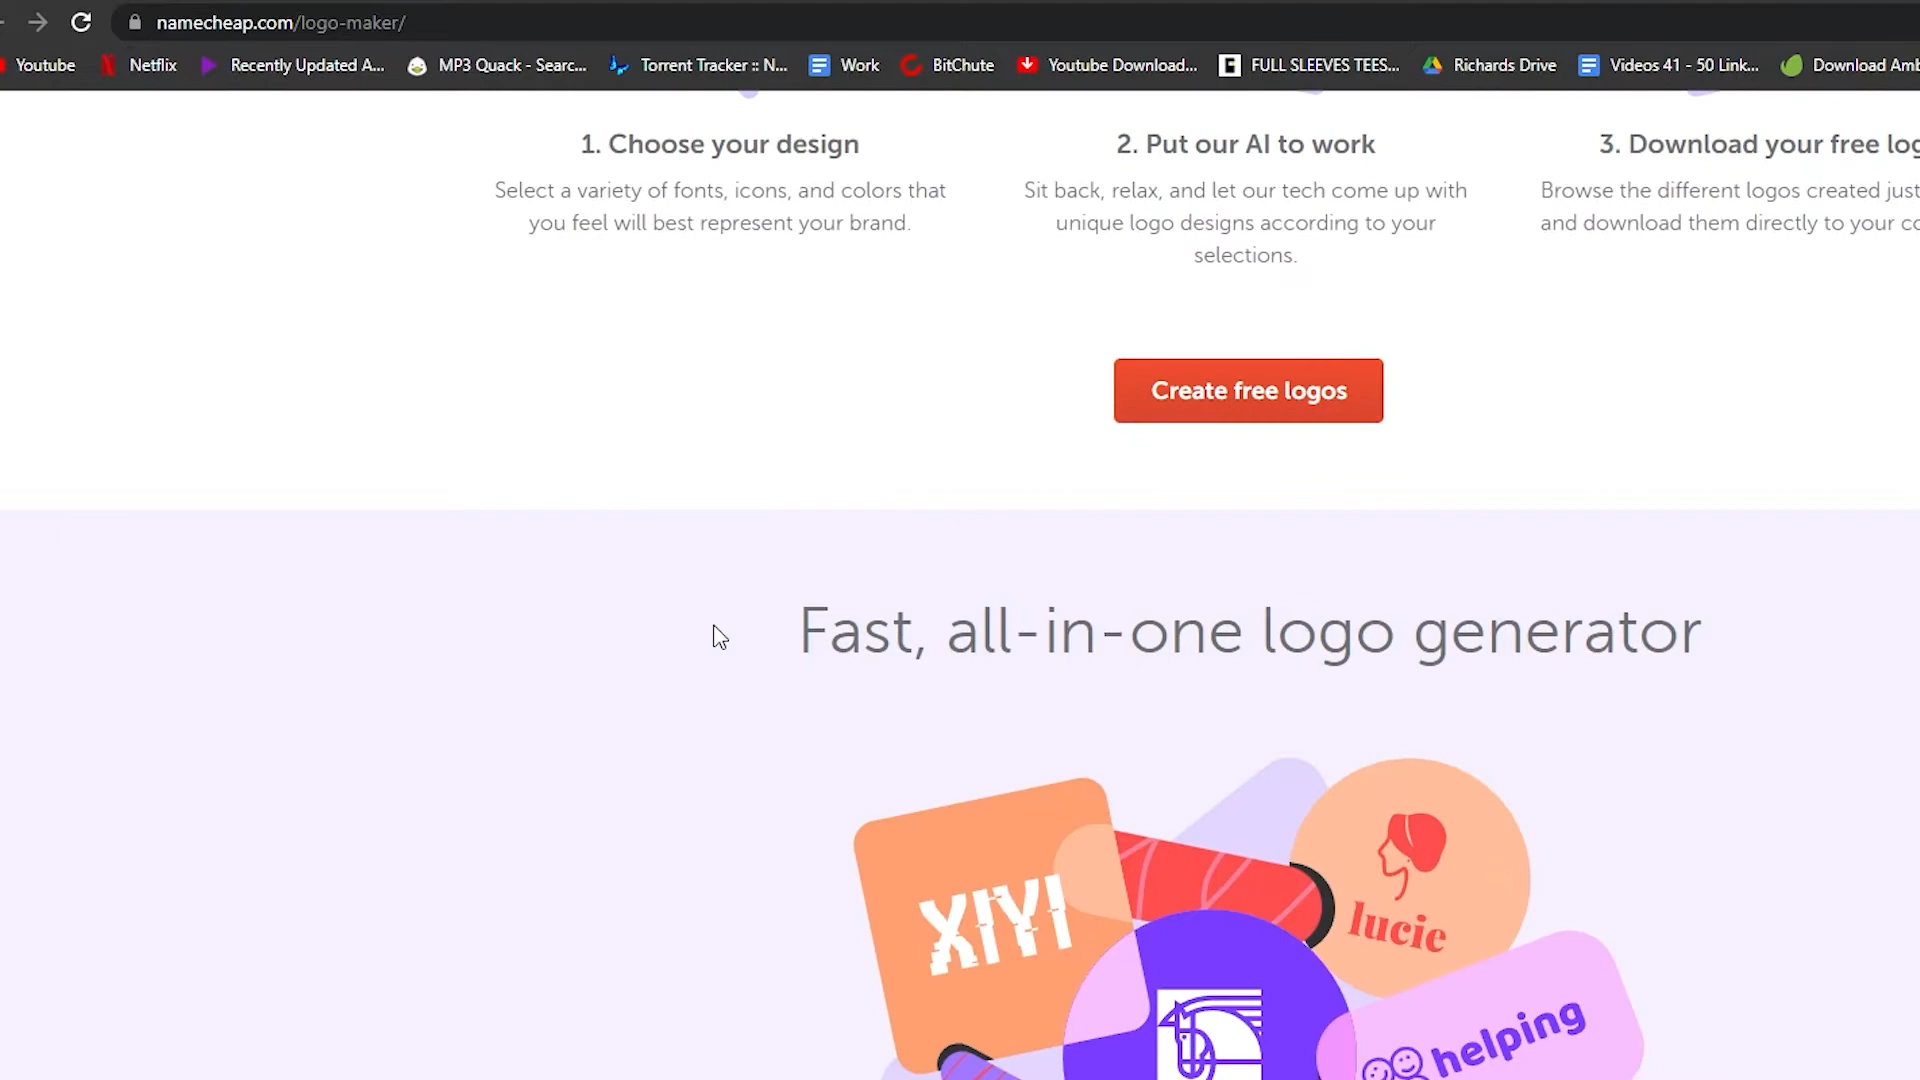 namecheap.com/logo-maker/
Youtube
Netflix
Recently Updated A...
MP3 Quack - Searc...
Torrent Tracker :: N...
Work
BitChute
Youtube Download...
FULL SLEEVES TEES...
Richards Drive
Videos 41 - 50 Link...
Download Amb
1. Choose your design
Select a variety of fonts, icons, and colors that
you feel will best represent your brand.
2. Put our AI to work
Sit back, relax, and let our tech come up with
unique logo designs according to your
selections.
3. Download your free log
Browse the different logos created just
and download them directly to your co
Create free logos
Fast, all-in-one logo generator
XIYI
lucie
helping